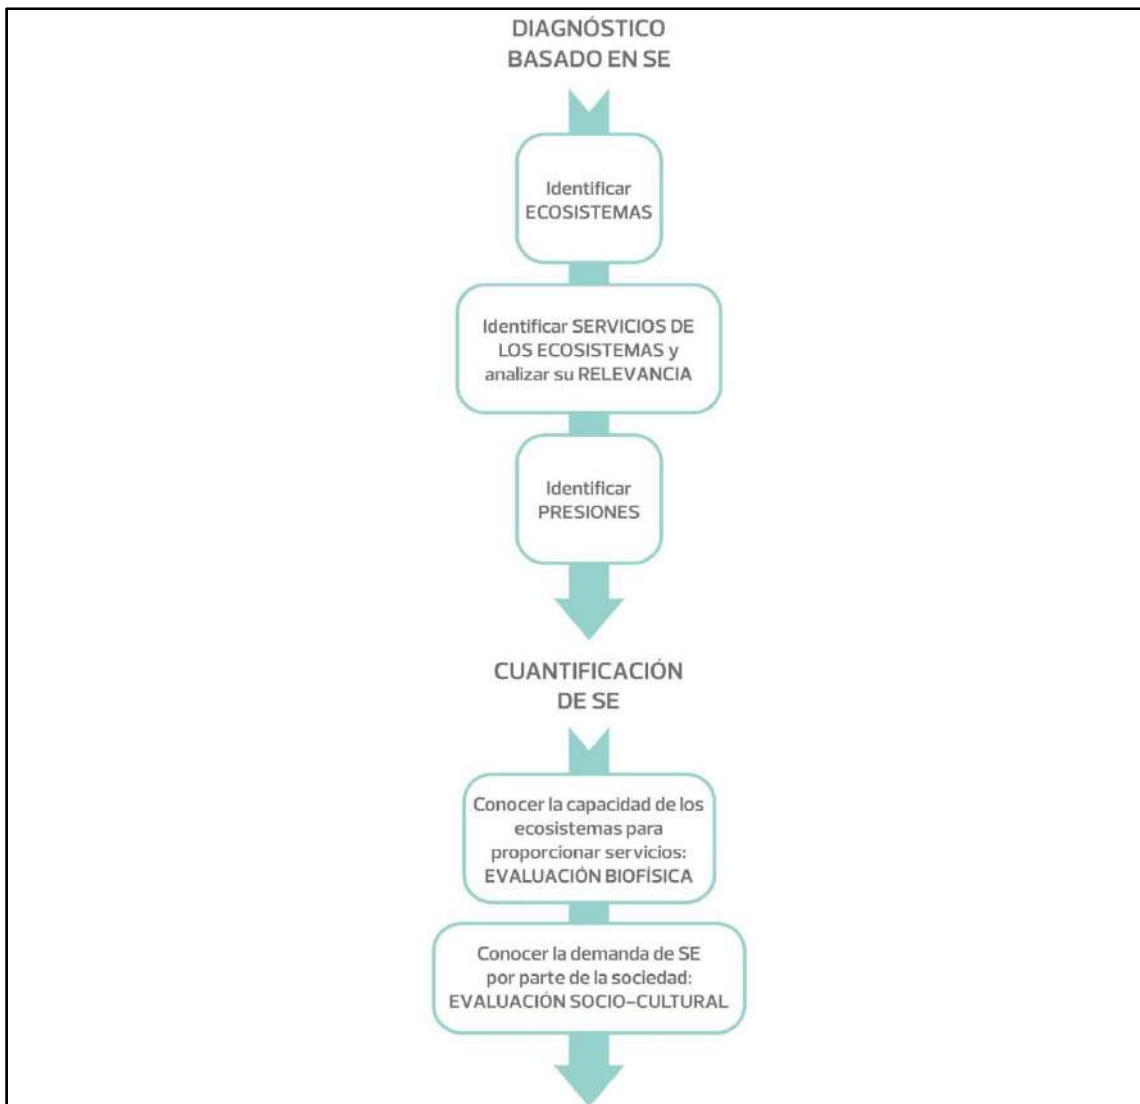 DIAGNÓSTICO
BASADO EN SE
Identificar
ECOSISTEMAS
Identificar SERVICIOS DE
LOS ECOSISTEMAS y
analizar su RELEVANCIA
Identificar
PRESIONES
CUANTIFICACIÓN
DE SE
Conocer la capacidad de los
ecosistemas para
proporcionar servicios:
EVALUACIÓN BIOFÍSICA
Conocer la demanda de SE
por parte de la sociedad:
EVALUACIÓN SOCIO-CULTURAL